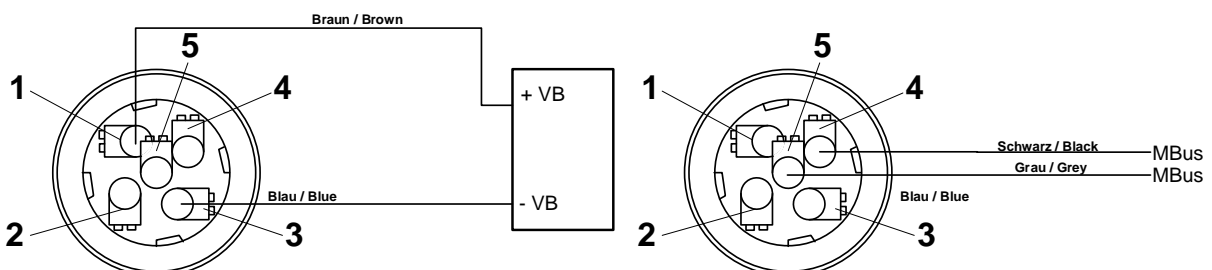 Braun / Brown
5
1
4
+ VB
Blau / Blue
- VB
2
3
5
1
4
Schwarz / Black
MBus
Grau / Grey
MBus
Blau / Blue
2
3